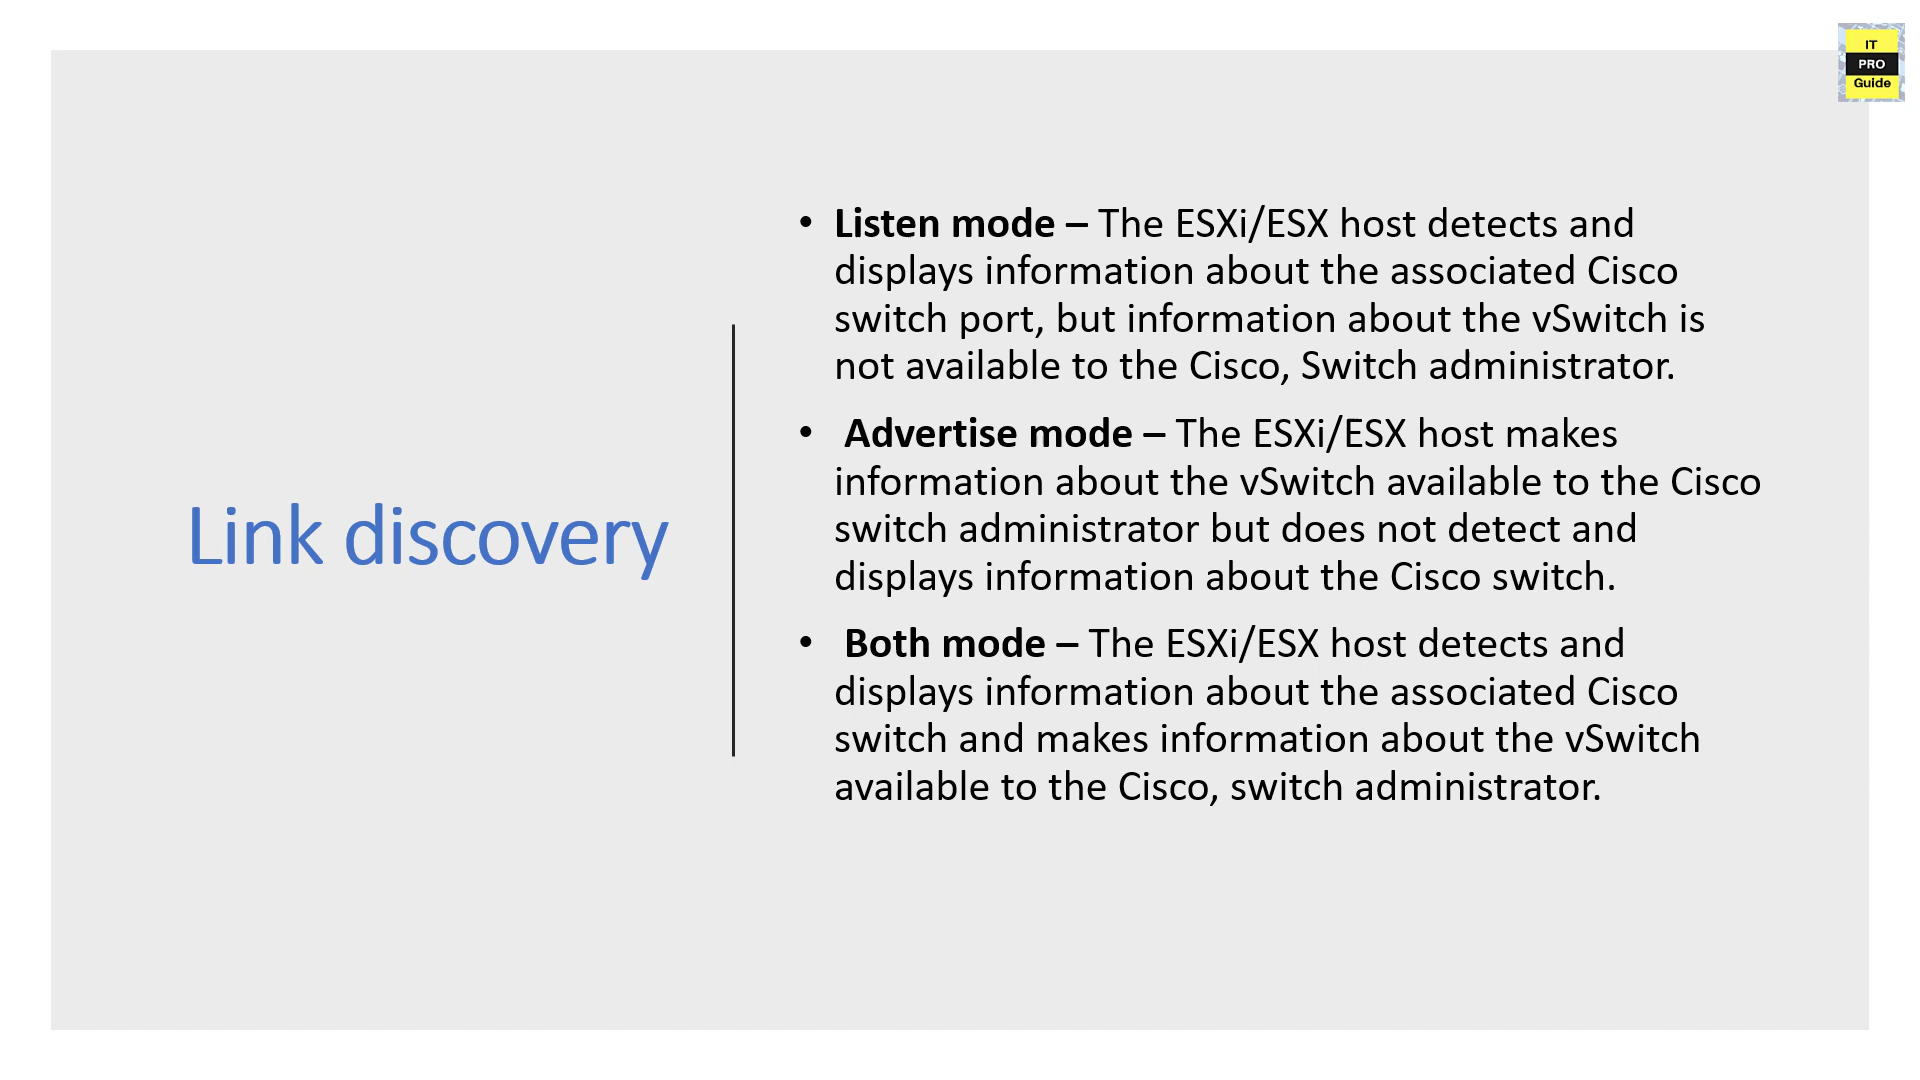 IT
PRO
Guide
Link discovery
• Listen mode – The ESXi/ESX host detects and
displays information about the associated Cisco
switch port, but information about the vSwitch is
not available to the Cisco, Switch administrator.
• Advertise mode – The ESXi/ESX host makes
information about the vSwitch available to the Cisco
switch administrator but does not detect and
displays information about the Cisco switch.
• Both mode – The ESXi/ESX host detects and
displays information about the associated Cisco
switch and makes information about the vSwitch
available to the Cisco, switch administrator.